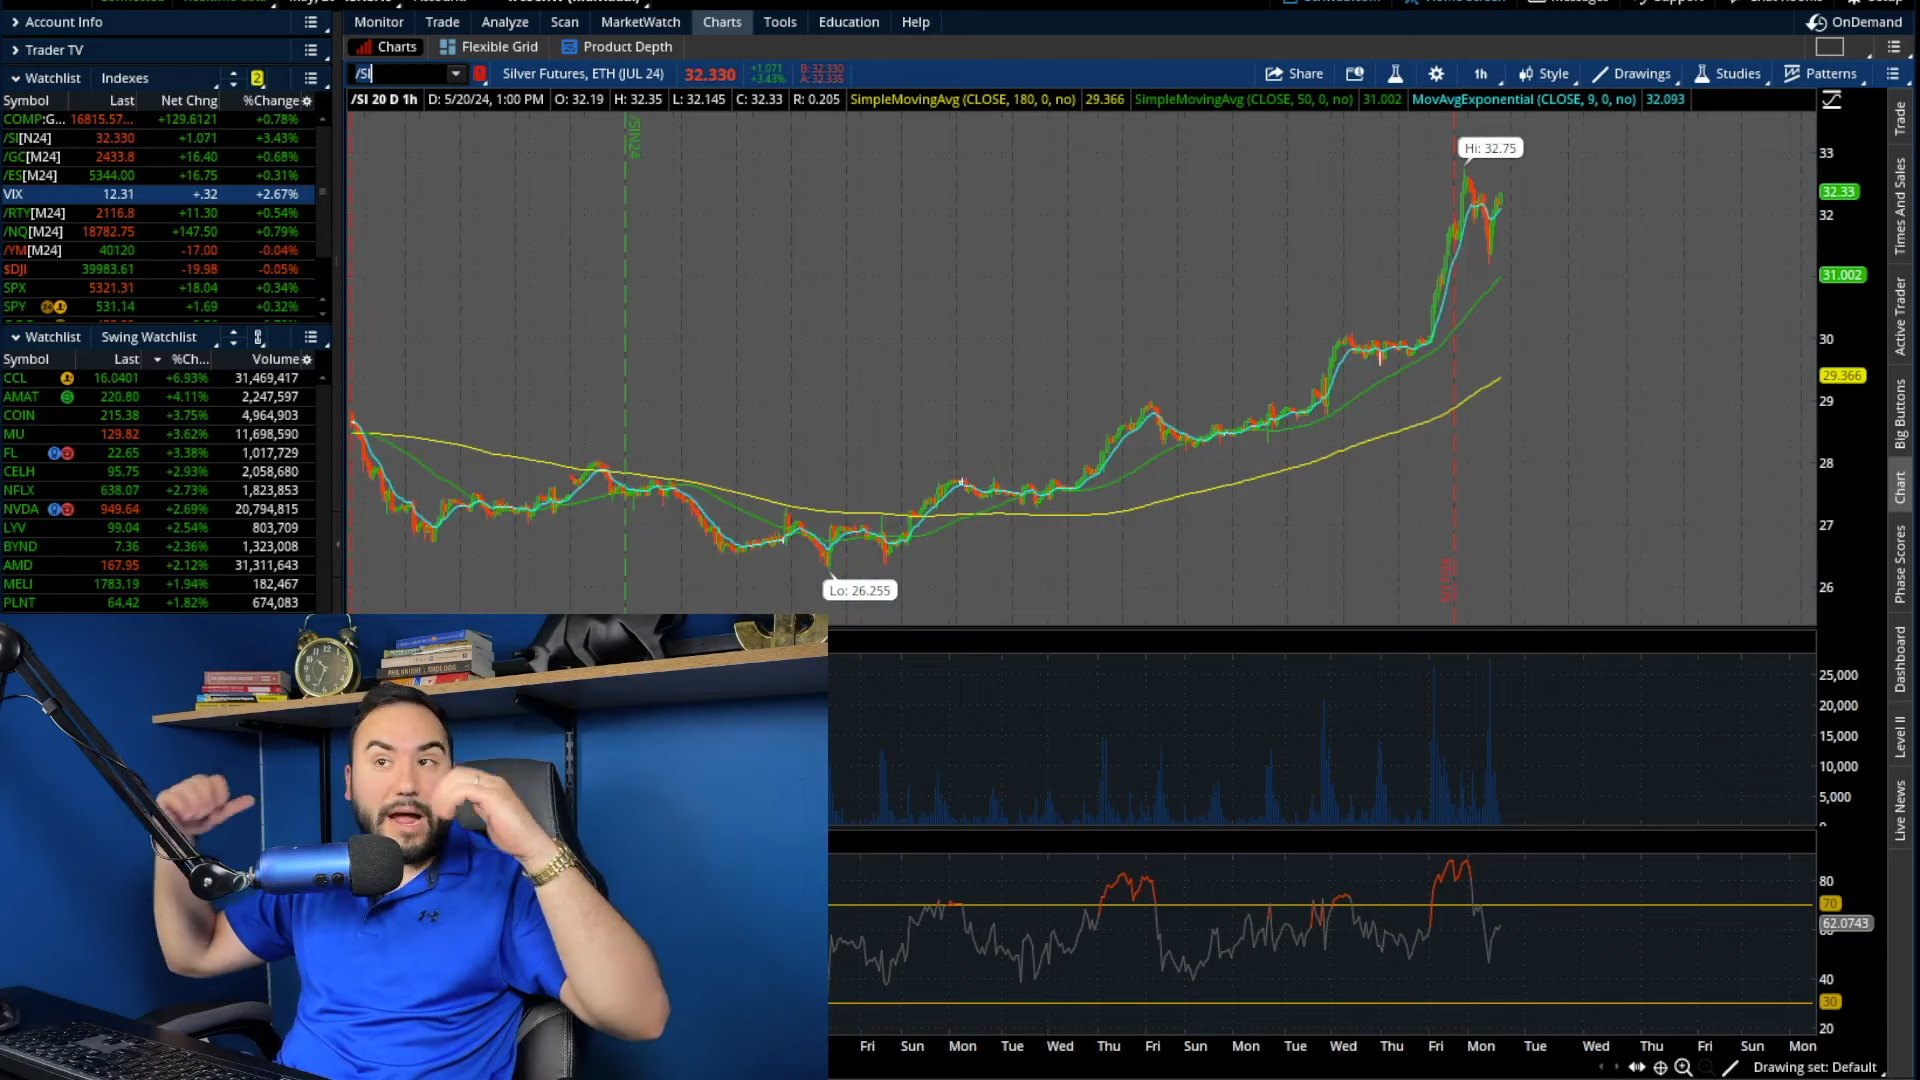 Account Info
Trader TV
Watchlist Indexes 2
Symbol Last Net Chng %Change
COMP:G... 16815.57... +129.6121 +0.78%
/SI[N24] 32.330 +1.071 +3.43%
/GC[M24] 2433.8 +16.40 +0.68%
/ES[M24] 5344.00 +16.75 +0.31%
VIX 12.31 +.32 +2.67%
/RTY[M24] 2116.8 +11.30 +0.54%
/NQ[M24] 18782.75 +147.50 +0.79%
/YM[M24] 40120 -17.00 -0.04%
$DJI 39983.61 -19.98 -0.05%
SPX 5321.31 +18.04 +0.34%
SPY 531.14 +1.69 +0.32%
Watchlist Swing Watchlist
Symbol Last %Ch... Volume
CCL 16.0401 +6.93% 31,469,417
AMAT 220.80 +4.11% 2,247,597
COIN 215.38 +3.75% 4,964,903
MU 129.82 +3.62% 11,698,590
FL 22.65 +3.38% 1,017,729
CELH 95.75 +2.93% 2,058,680
NFLX 638.07 +2.73% 1,823,853
NVDA 949.64 +2.69% 20,794,815
LYV 99.04 +2.54% 803,709
BYND 7.36 +2.36% 1,323,008
AMD 167.95 +2.12% 31,311,643
MELI 1783.19 +1.94% 182,467
PLNT 64.42 +1.82% 674,083
Monitor Trade Analyze Scan MarketWatch Charts Tools Education Help
OnDemand
Charts Flexible Grid Product Depth
/SI Silver Futures, ETH (JUL 24) 32.330 +1.071 B: 32.330
+3.43% A: 32.335
Share 1h Style Drawings Studies Patterns
/SI 20 D 1h D: 5/20/24, 1:00 PM O: 32.19 H: 32.35 L: 32.145 C: 32.33 R: 0.205 SimpleMovingAvg (CLOSE, 180, 0, no) 29.366 SimpleMovingAvg (CLOSE, 50, 0, no) 31.002 MovAvgExponential (CLOSE, 9, 0, no) 32.093
/SIN24
Hi: 32.75
Lo: 26.255
33
32.33
32
31.002
30
29.366
29
28
27
26
25,000
20,000
15,000
10,000
5,000
80
70
62.0743
40
30
20
Fri Sun Mon Tue Wed Thu Fri Sun Mon Tue Wed Thu Fri Mon Tue Wed Thu Fri Sun Mon
Drawing set: Default
Trade
Times And Sales
Active Trader
Big Buttons
Chart
Phase Scores
Dashboard
Level II
Live News
PHIL KNIGHT SHOE DOG